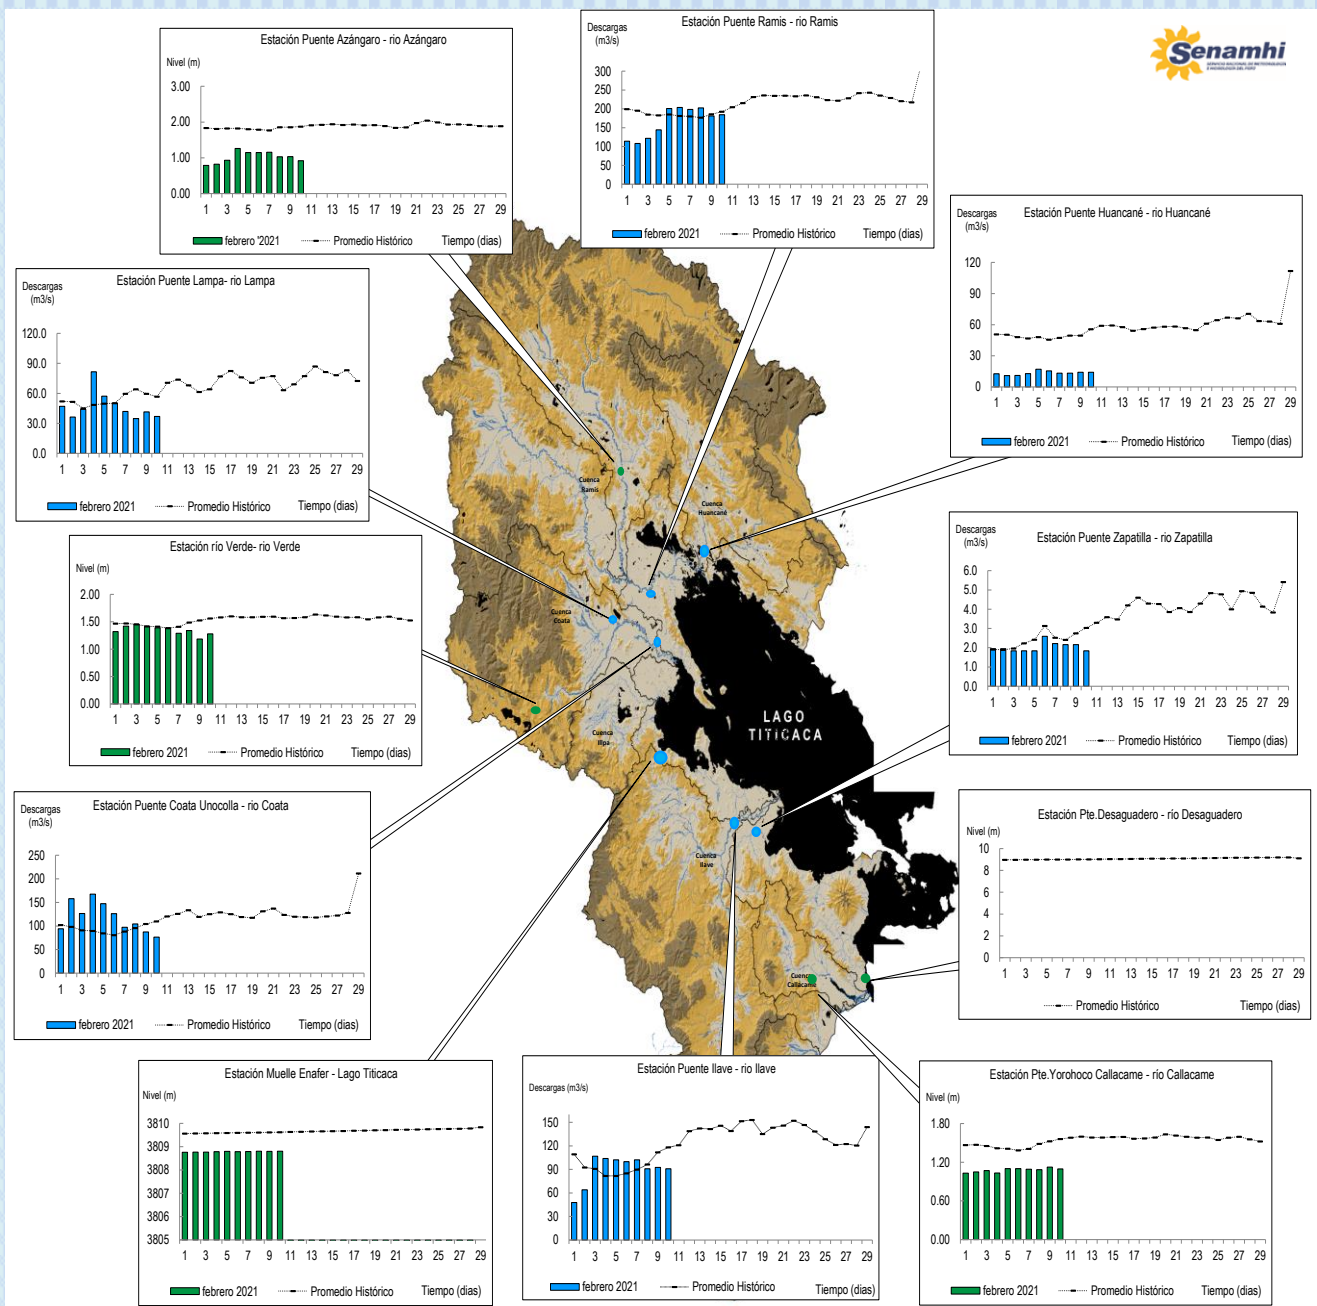 Senamhi
SERVICIO NACIONAL DE METEOROLOGÍA
E HIDROLOGÍA DEL PERÚ
Estación Puente Azángaro - rio Azángaro
Nivel (m)
3.00
2.00
1.00
0.00
1 3 5 7 9 11 13 15 17 19 21 23 25 27 29
febrero '2021 Promedio Histórico Tiempo (dias)
Estación Puente Ramis - rio Ramis
Descargas
(m3/s)
300
250
200
150
100
50
0
1 3 5 7 9 11 13 15 17 19 21 23 25 27 29
febrero 2021 Promedio Histórico Tiempo (dias)
Estación Puente Huancané - rio Huancané
Descargas
(m3/s)
120
90
60
30
0
1 3 5 7 9 11 13 15 17 19 21 23 25 27 29
febrero 2021 Promedio Histórico Tiempo (dias)
Estación Puente Lampa- rio Lampa
Descargas
(m3/s)
120.0
90.0
60.0
30.0
0.0
1 3 5 7 9 11 13 15 17 19 21 23 25 27 29
febrero 2021 Promedio Histórico Tiempo (dias)
Estación río Verde- rio Verde
Nivel (m)
2.00
1.50
1.00
0.50
0.00
1 3 5 7 9 11 13 15 17 19 21 23 25 27 29
febrero 2021 Promedio Histórico Tiempo (dias)
Estación Puente Zapatilla - rio Zapatilla
Descargas
(m3/s)
6.0
5.0
4.0
3.0
2.0
1.0
0.0
1 3 5 7 9 11 13 15 17 19 21 23 25 27 29
febrero 2021 Promedio Histórico Tiempo (dias)
Estación Puente Coata Unocolla - rio Coata
Descargas
(m3/s)
250
200
150
100
50
0
1 3 5 7 9 11 13 15 17 19 21 23 25 27 29
febrero 2021 Promedio Histórico Tiempo (dias)
Estación Pte.Desaguadero - río Desaguadero
Nivel (m)
10
8
6
4
2
0
1 3 5 7 9 11 13 15 17 19 21 23 25 27 29
Promedio Histórico Tiempo (dias)
Estación Muelle Enafer - Lago Titicaca
Nivel (m)
3810
3809
3808
3807
3806
3805
1 3 5 7 9 11 13 15 17 19 21 23 25 27 29
febrero 2021 Promedio Histórico Tiempo (dias)
Estación Puente Ilave - rio Ilave
Descargas (m3/s)
150
120
90
60
30
0
1 3 5 7 9 11 13 15 17 19 21 23 25 27 29
febrero 2021 Promedio Histórico Tiempo (dias)
Estación Pte.Yorohoco Callacame - río Callacame
Nivel (m)
1.80
1.20
0.60
0.00
1 3 5 7 9 11 13 15 17 19 21 23 25 27 29
febrero 2021 Promedio Histórico Tiempo (dias)
Cuenca
Ramis
Cuenca
Huancané
Cuenca
Coata
Cuenca
Illpa
LAGO
TITICACA
Cuenca
Ilave
Cuenca
Callacame